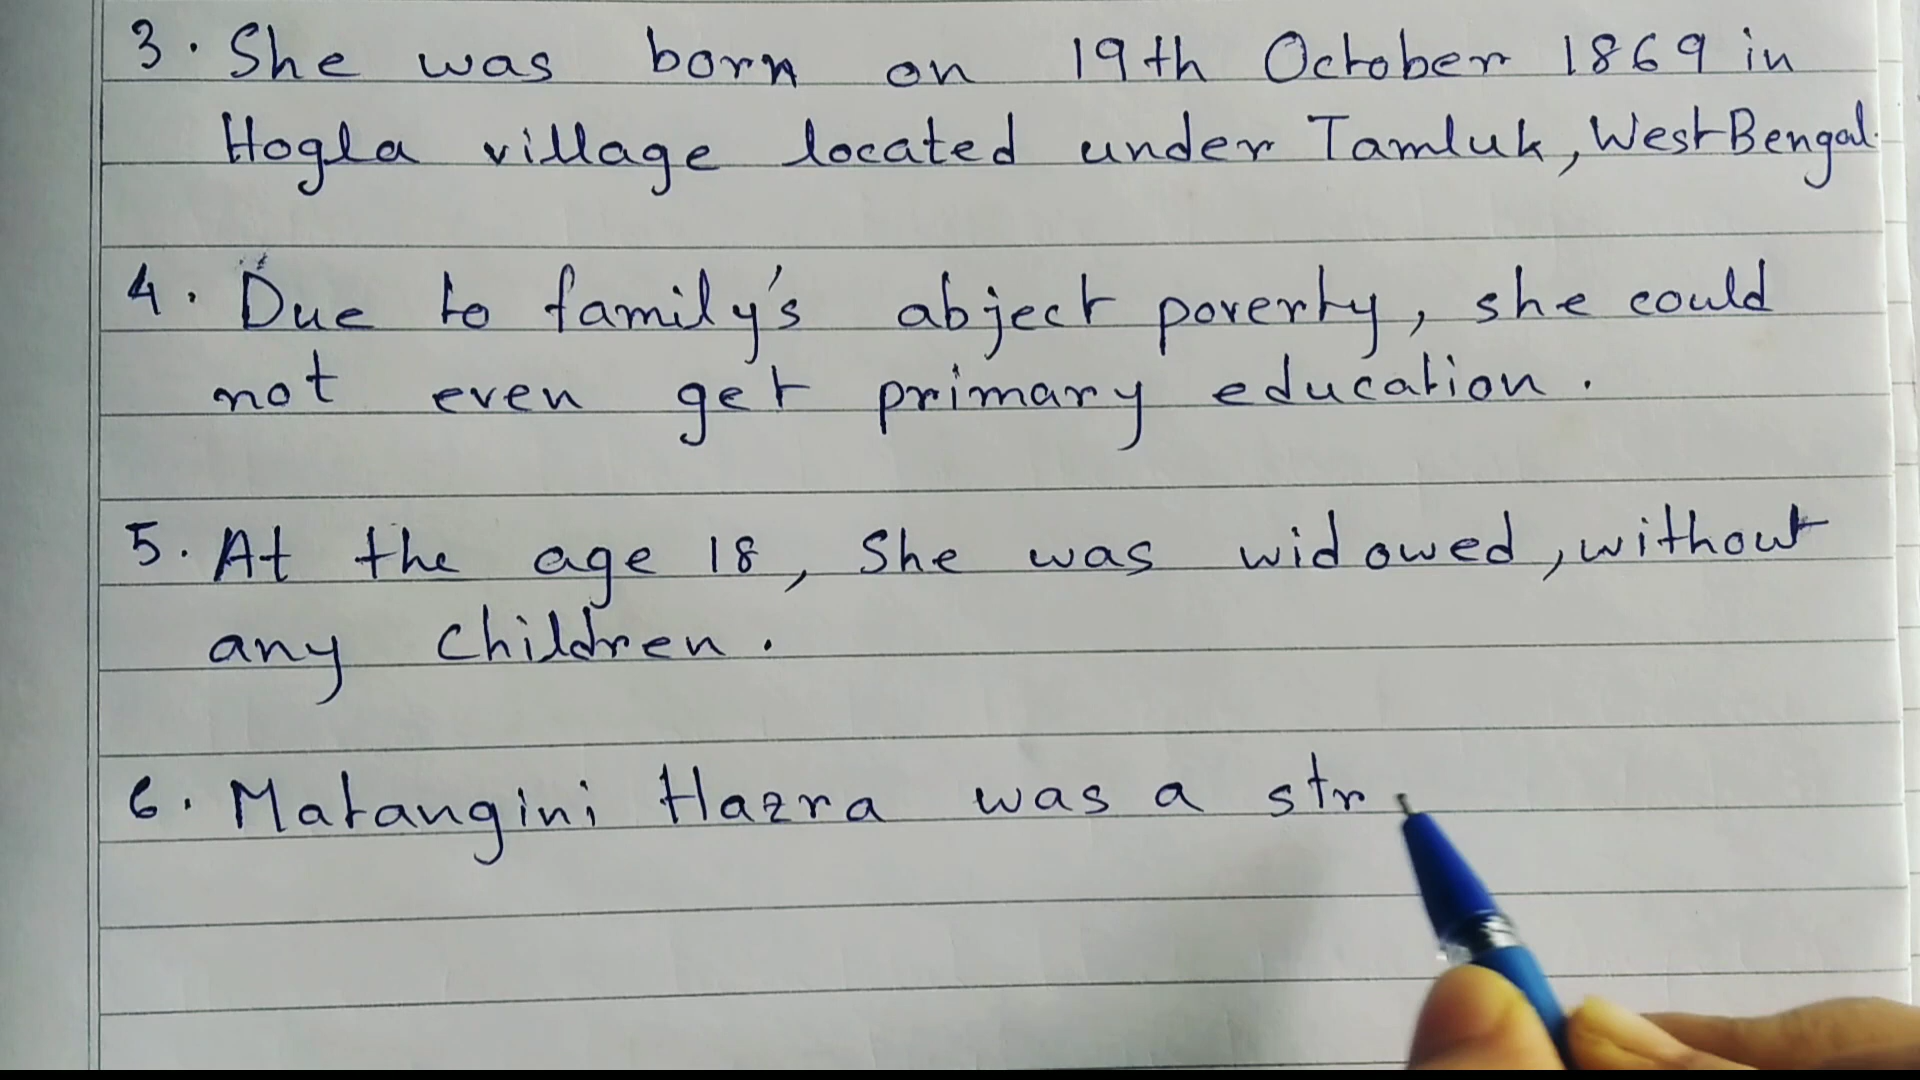 3. She was born on 19th October 1869 in
Hogla village located under Tamluk, West Bengal.
4. Due to family's abject poverty, she could
not even get primary education.
5. At the age 18, She was widowed, without
any children.
6. Matangini Hazra was a str